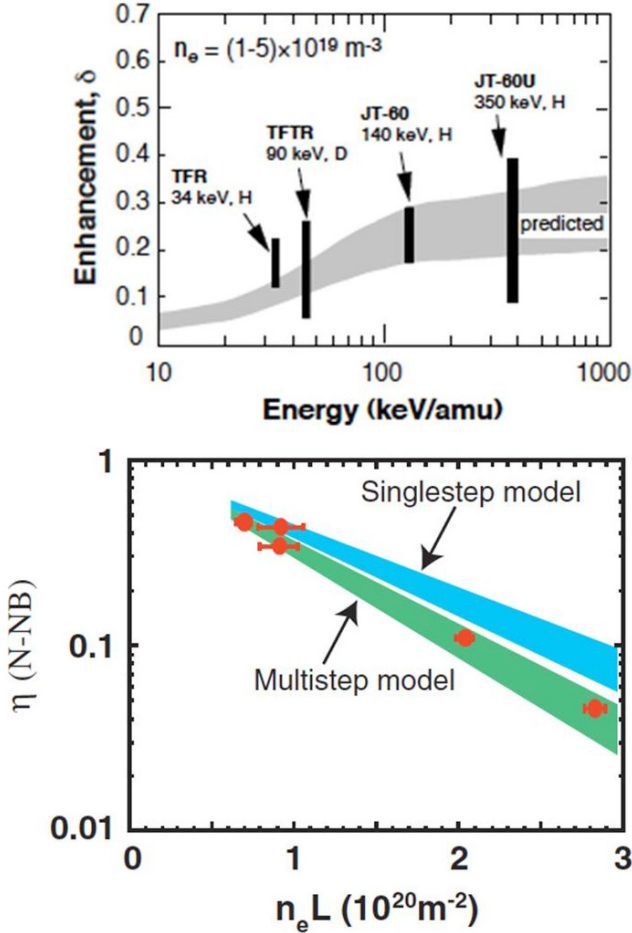 0.7
nₑ = (1-5)×10¹⁹ m⁻³
0.6
0.5
JT-60U
350 keV, H
JT-60
140 keV, H
TFTR
90 keV, D
0.4
TFR
34 keV, H
0.3
predicted
0.2
0.1
0
Enhancement, δ
10
100
1000
Energy (keV/amu)
1
Singlestep model
0.1
Multistep model
0.01
η (N-NB)
0
1
2
3
nₑL (10²⁰m⁻²)